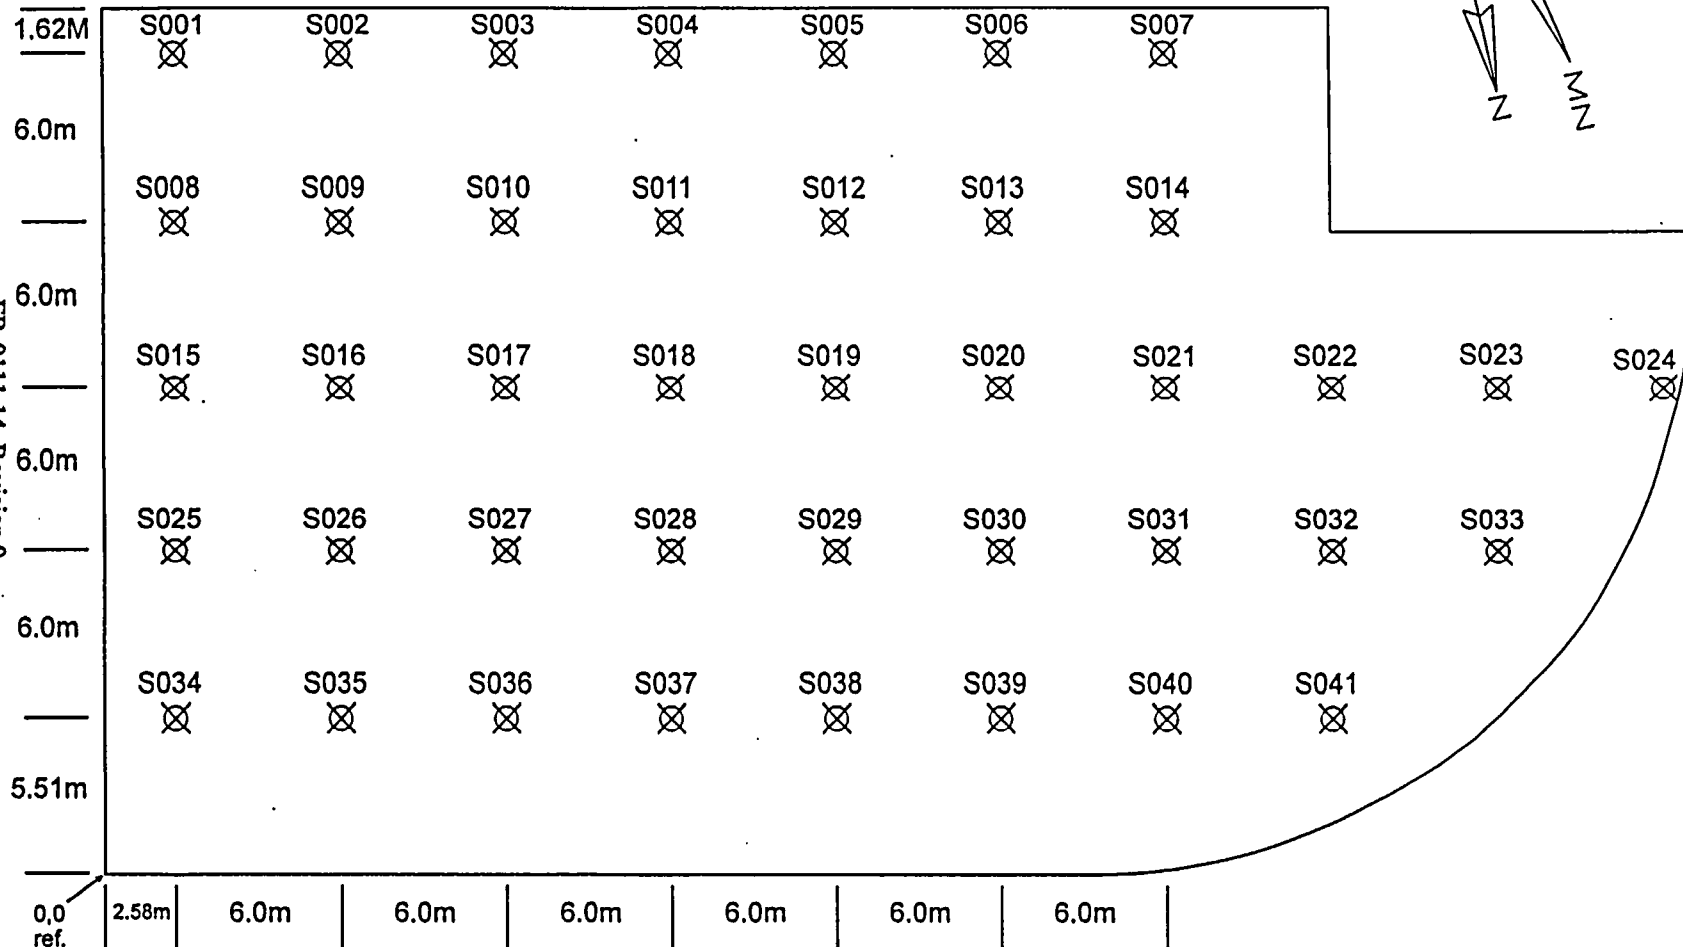 1.62M S001 S002 S003 S004 S005 S006 S007
N MN
6.0m
S008 S009 S010 S011 S012 S013 S014
6.0m
S015 S016 S017 S018 S019 S020 S021 S022 S023 S024
6.0m
S025 S026 S027 S028 S029 S030 S031 S032 S033
6.0m
S034 S035 S036 S037 S038 S039 S040 S041
5.51m
0,0
ref.
2.58m 6.0m 6.0m 6.0m 6.0m 6.0m 6.0m